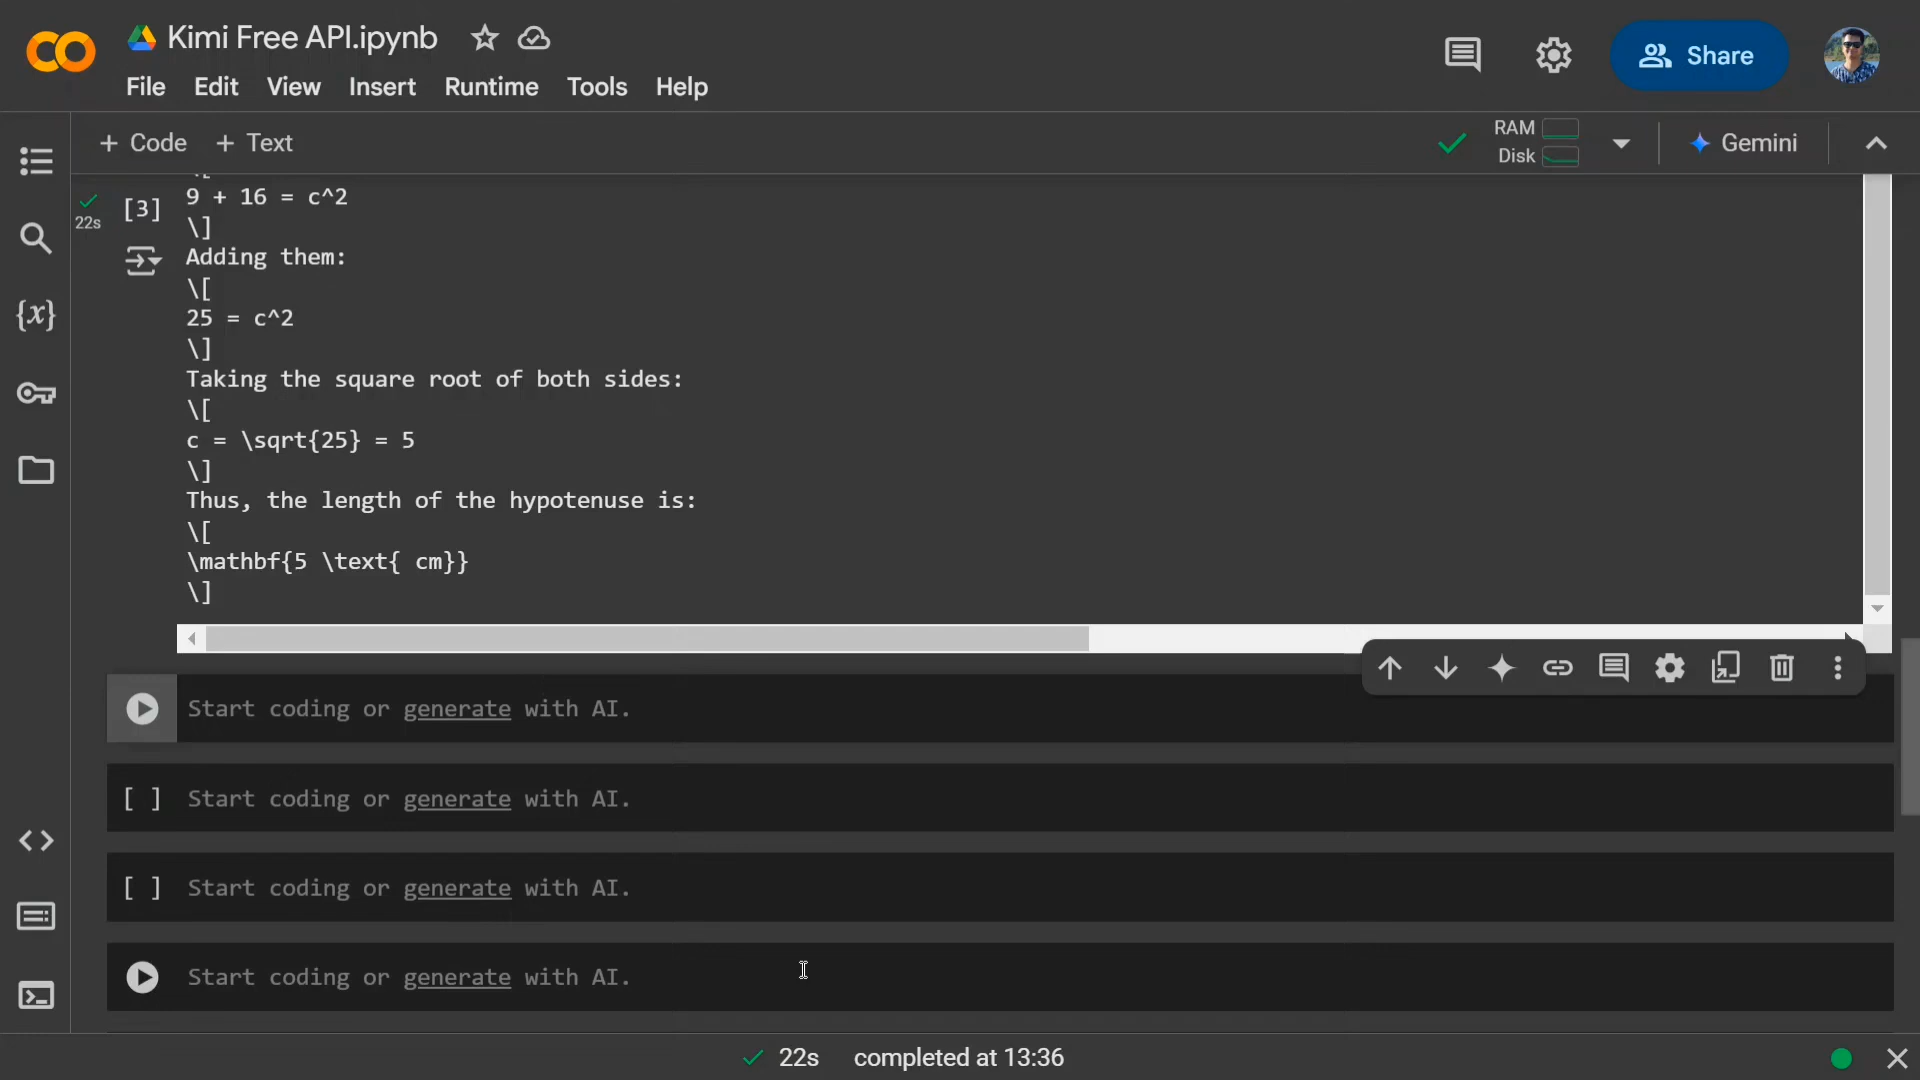 Kimi Free API.ipynb
File Edit View Insert Runtime Tools Help
Share
+ Code + Text
RAM
Disk
Gemini
22s
[3]
\[
9 + 16 = c^2
\]
Adding them:
\[
25 = c^2
\]
Taking the square root of both sides:
\[
c = \sqrt{25} = 5
\]
Thus, the length of the hypotenuse is:
\[
\mathbf{5 \text{ cm}}
\]
Start coding or generate with AI.
[ ] Start coding or generate with AI.
[ ] Start coding or generate with AI.
Start coding or generate with AI.
22s completed at 13:36